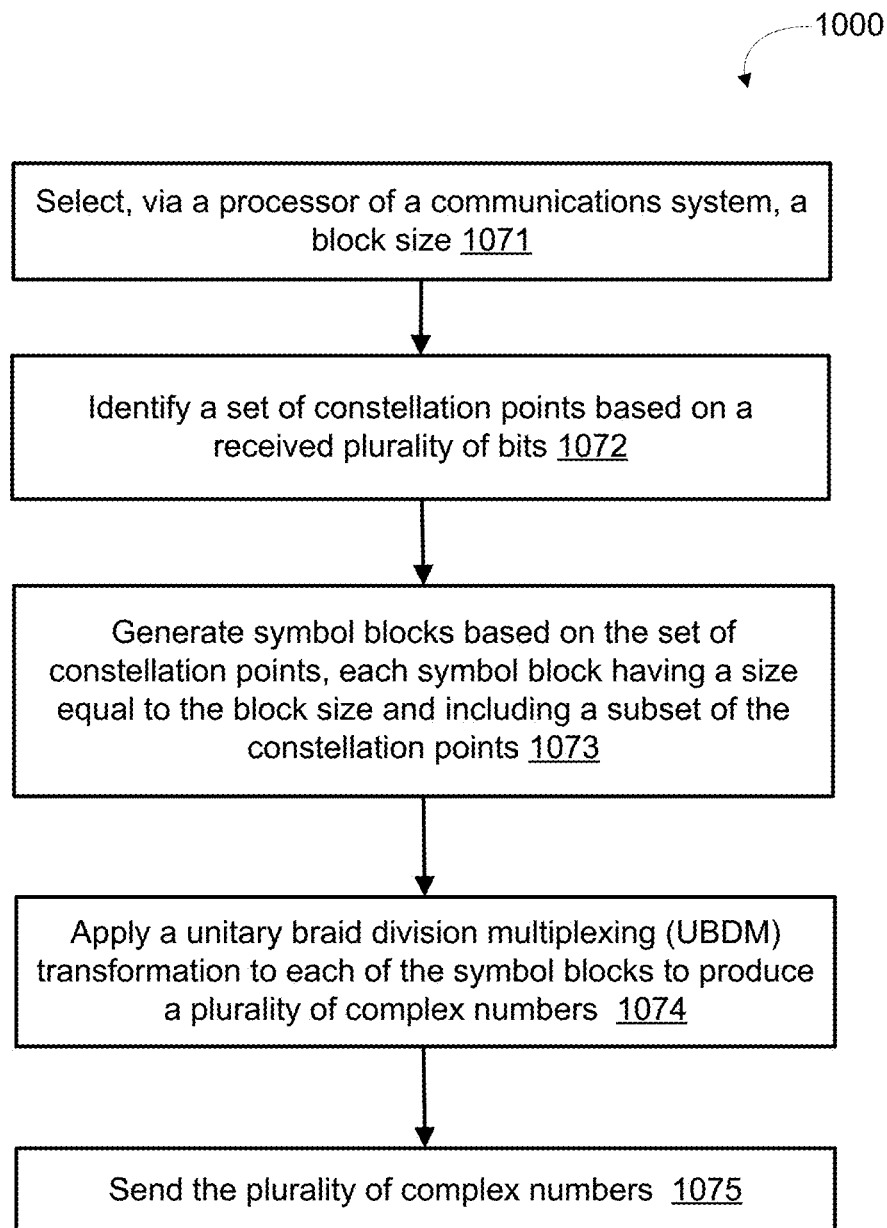 1000
Select, via a processor of a communications system, a
block size 1071
Identify a set of constellation points based on a
received plurality of bits 1072
Generate symbol blocks based on the set of
constellation points, each symbol block having a size
equal to the block size and including a subset of the
constellation points 1073
Apply a unitary braid division multiplexing (UBDM)
transformation to each of the symbol blocks to produce
a plurality of complex numbers 1074
Send the plurality of complex numbers 1075